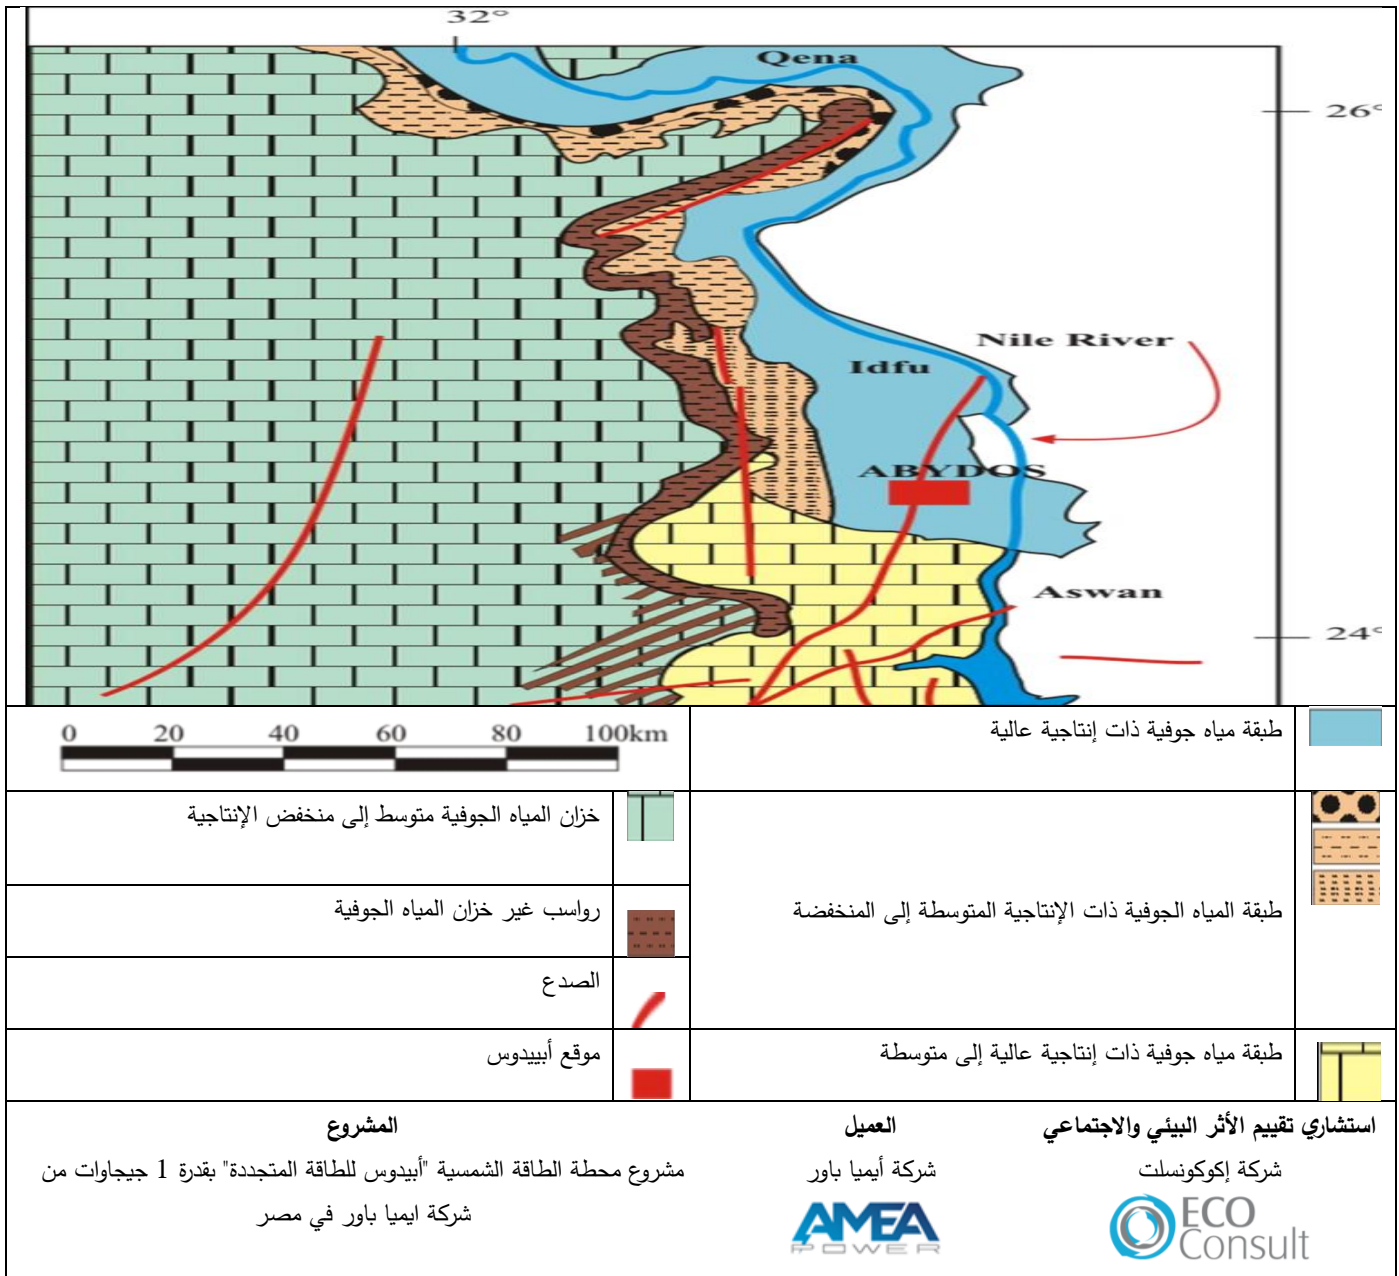 32°
Qena
26°
Nile River
Idfu
ABYDOS
Aswan
24°
0 20 40 60 80 100km
طبقة مياه جوفية ذات إنتاجية عالية
طبقة المياه الجوفية ذات الإنتاجية المتوسطة إلى المنخفضة
طبقة مياه جوفية ذات إنتاجية عالية إلى متوسطة
خزان المياه الجوفية متوسط إلى منخفض الإنتاجية
رواسب غير خزان المياه الجوفية
الصدع
موقع أبييدوس
استشاري تقييم الأثر البيئي والاجتماعي
شركة إكوكونسلت
ECO
Consult
العميل
شركة أيميا باور
AMEA
POWER
المشروع
مشروع محطة الطاقة الشمسية "أبيدوس للطاقة المتجددة" بقدرة 1 جيجاوات من
شركة ايميا باور في مصر